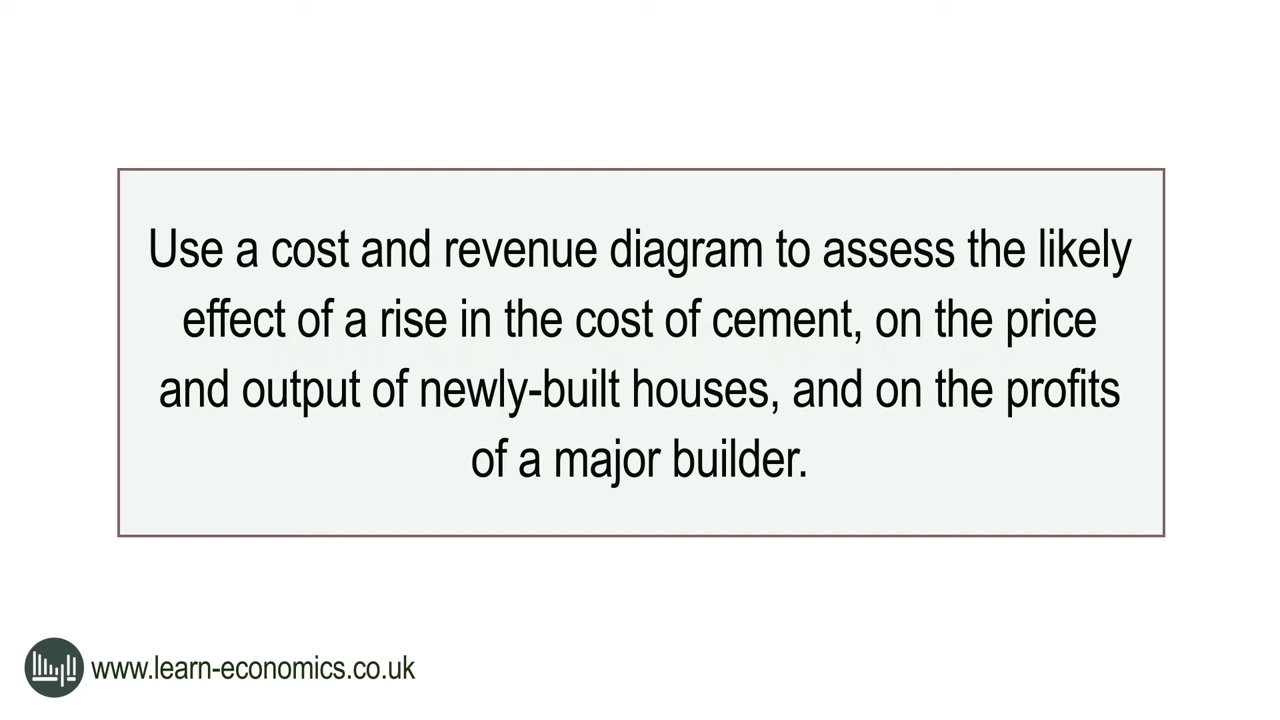 Use a cost and revenue diagram to assess the likely
effect of a rise in the cost of cement, on the price
and output of newly-built houses, and on the profits
of a major builder.
www.learn-economics.co.uk